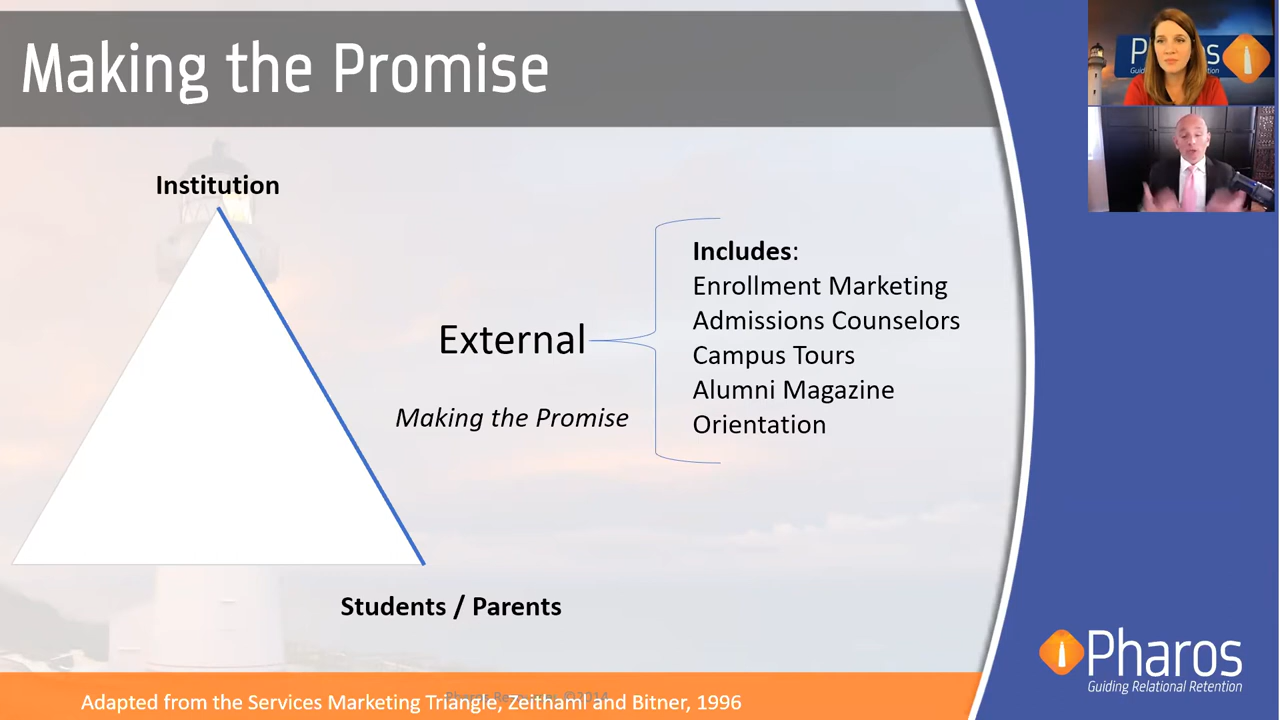 Making the Promise
Institution
External
Making the Promise
Includes:
Enrollment Marketing
Admissions Counselors
Campus Tours
Alumni Magazine
Orientation
Students / Parents
Adapted from the Services Marketing Triangle, Zeithaml and Bitner, 1996
Pharos
Guiding Relational Retention